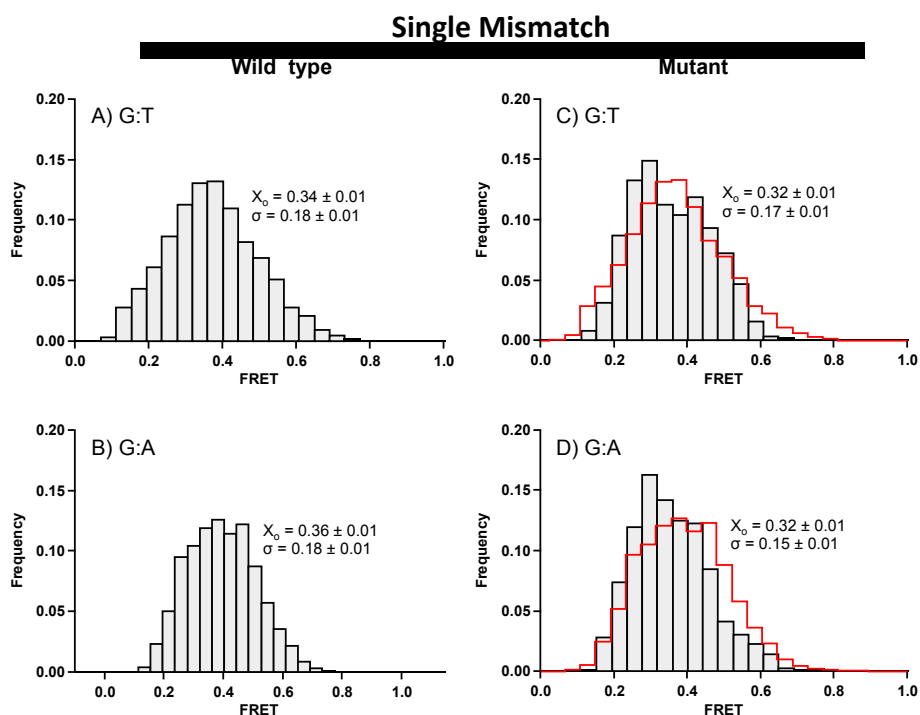 Single Mismatch
Wild type
Mutant
A) G:T
0.20
0.15
0.10
0.05
0.00
Frequency
Xo = 0.34 ± 0.01
σ = 0.18 ± 0.01
0.0 0.2 0.4 0.6 0.8 1.0
FRET
C) G:T
0.20
0.15
0.10
0.05
0.00
Frequency
Xo = 0.32 ± 0.01
σ = 0.17 ± 0.01
0.0 0.2 0.4 0.6 0.8 1.0
FRET
B) G:A
0.20
0.15
0.10
0.05
0.00
Frequency
Xo = 0.36 ± 0.01
σ = 0.18 ± 0.01
0.0 0.2 0.4 0.6 0.8 1.0
FRET
D) G:A
0.20
0.15
0.10
0.05
0.00
Frequency
Xo = 0.32 ± 0.01
σ = 0.15 ± 0.01
0.0 0.2 0.4 0.6 0.8 1.0
FRET